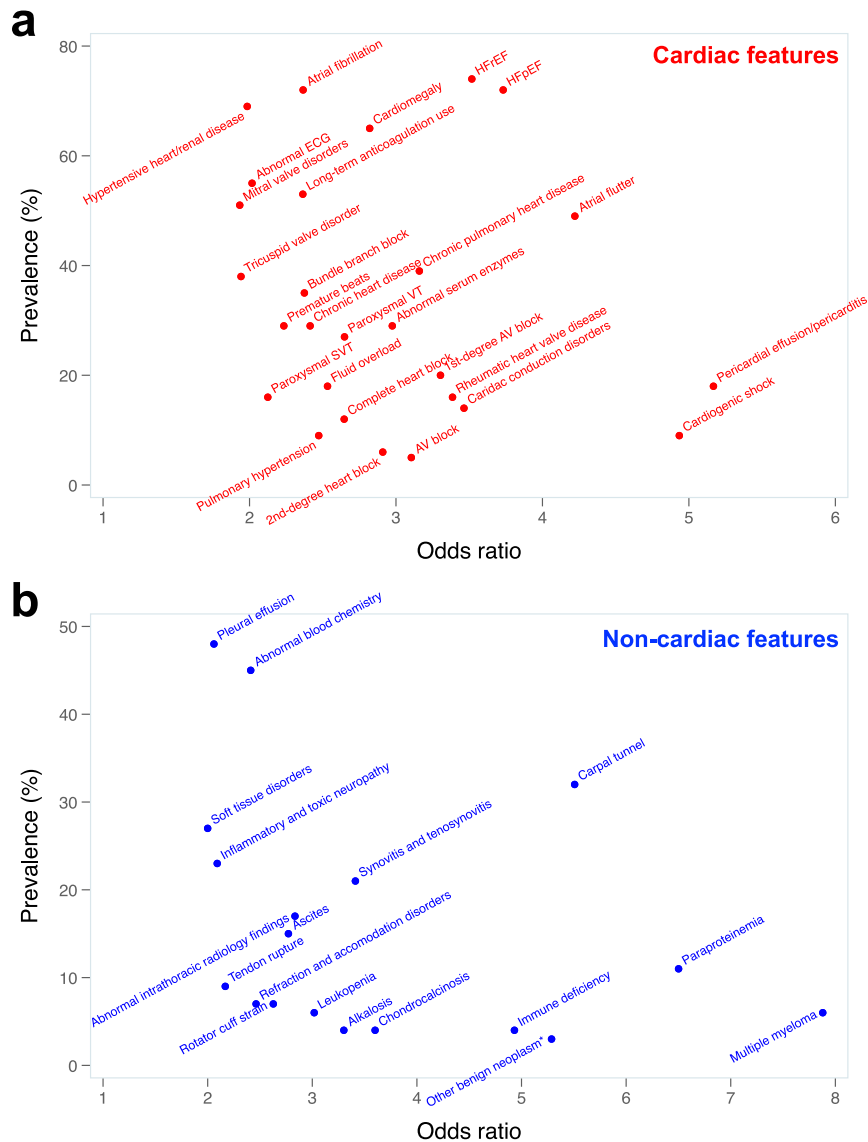 a
Cardiac features
80
60
40
20
0
Prevalence (%)
Atrial fibrillation
HFrEF
HFpEF
Hypertensive heart/renal disease
Cardiomegaly
Abnormal ECG
Mitral valve disorders
Long-term anticoagulation use
Atrial flutter
Tricuspid valve disorder
Chronic pulmonary heart disease
Bundle branch block
Premature beats
Chronic heart disease
Abnormal serum enzymes
Paroxysmal VT
Paroxysmal SVT
Fluid overload
1st-degree AV block
Pericardial effusion/pericarditis
Rheumatic heart valve disease
Caridac conduction disorders
Complete heart block
Pulmonary hypertension
Cardiogenic shock
2nd-degree heart block
AV block
1 2 3 4 5 6
Odds ratio
b
Non-cardiac features
50
40
30
20
10
0
Prevalence (%)
Pleural effusion
Abnormal blood chemistry
Carpal tunnel
Soft tissue disorders
Inflammatory and toxic neuropathy
Synovitis and tenosynovitis
Abnormal intrathoracic radiology findings
Ascites
Paraproteinemia
Tendon rupture
Refraction and accomodation disorders
Rotator cuff strain
Leukopenia
Alkalosis
Chondrocalcinosis
Immune deficiency
Other benign neoplasm*
Multiple myeloma
1 2 3 4 5 6 7 8
Odds ratio